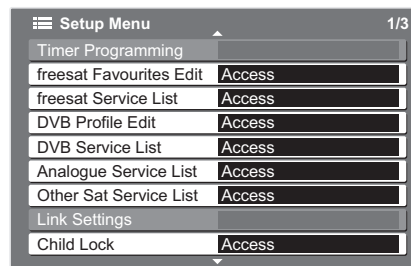 Setup Menu 1/3
Timer Programming
freesat Favourites Edit Access
freesat Service List Access
DVB Profile Edit Access
DVB Service List Access
Analogue Service List Access
Other Sat Service List Access
Link Settings
Child Lock Access